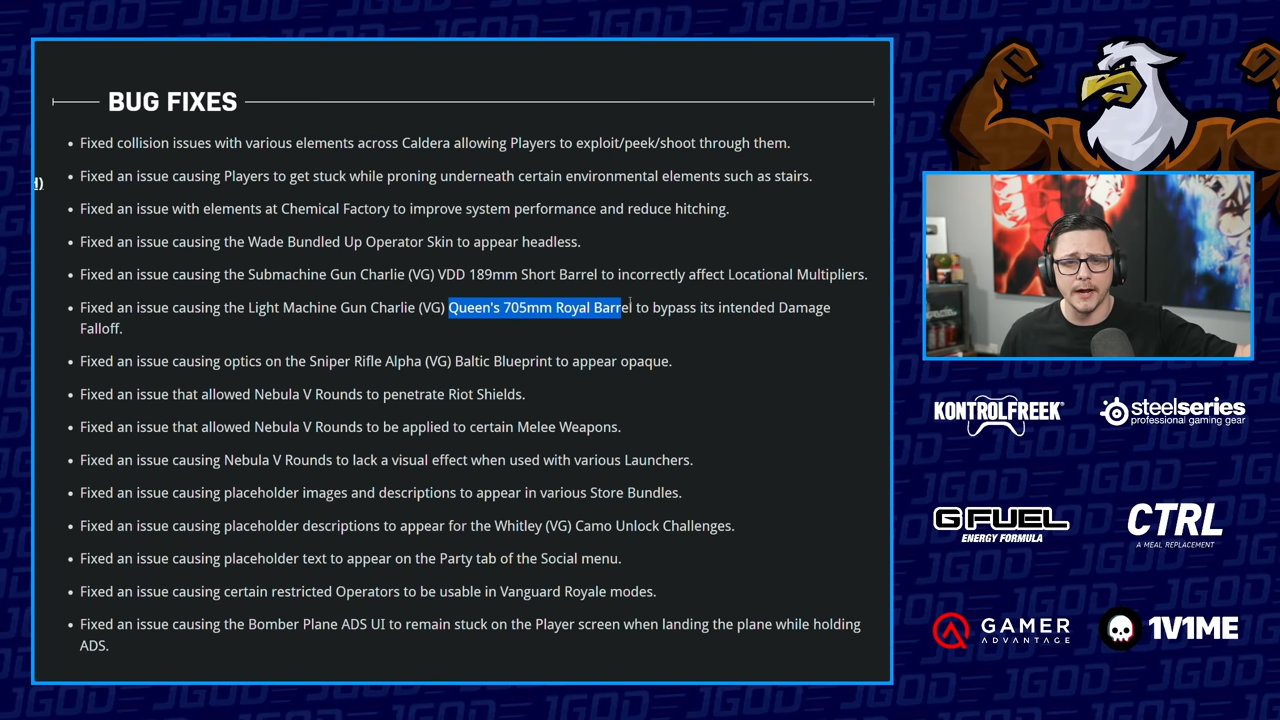 BUG FIXES
Fixed collision issues with various elements across Caldera allowing Players to exploit/peek/shoot through them.
Fixed an issue causing Players to get stuck while proning underneath certain environmental elements such as stairs.
Fixed an issue with elements at Chemical Factory to improve system performance and reduce hitching.
Fixed an issue causing the Wade Bundled Up Operator Skin to appear headless.
Fixed an issue causing the Submachine Gun Charlie (VG) VDD 189mm Short Barrel to incorrectly affect Locational Multipliers.
Fixed an issue causing the Light Machine Gun Charlie (VG) Queen's 705mm Royal Barrel to bypass its intended Damage
Falloff.
Fixed an issue causing optics on the Sniper Rifle Alpha (VG) Baltic Blueprint to appear opaque.
Fixed an issue that allowed Nebula V Rounds to penetrate Riot Shields.
Fixed an issue that allowed Nebula V Rounds to be applied to certain Melee Weapons.
Fixed an issue causing Nebula V Rounds to lack a visual effect when used with various Launchers.
Fixed an issue causing placeholder images and descriptions to appear in various Store Bundles.
Fixed an issue causing placeholder descriptions to appear for the Whitley (VG) Camo Unlock Challenges.
Fixed an issue causing placeholder text to appear on the Party tab of the Social menu.
Fixed an issue causing certain restricted Operators to be usable in Vanguard Royale modes.
Fixed an issue causing the Bomber Plane ADS UI to remain stuck on the Player screen when landing the plane while holding
ADS.
KONTROLFREEK
steelseries
professional gaming gear
G FUEL
ENERGY FORMULA
CTRL
A MEAL REPLACEMENT
GAMER
ADVANTAGE
1V1ME
JGOD